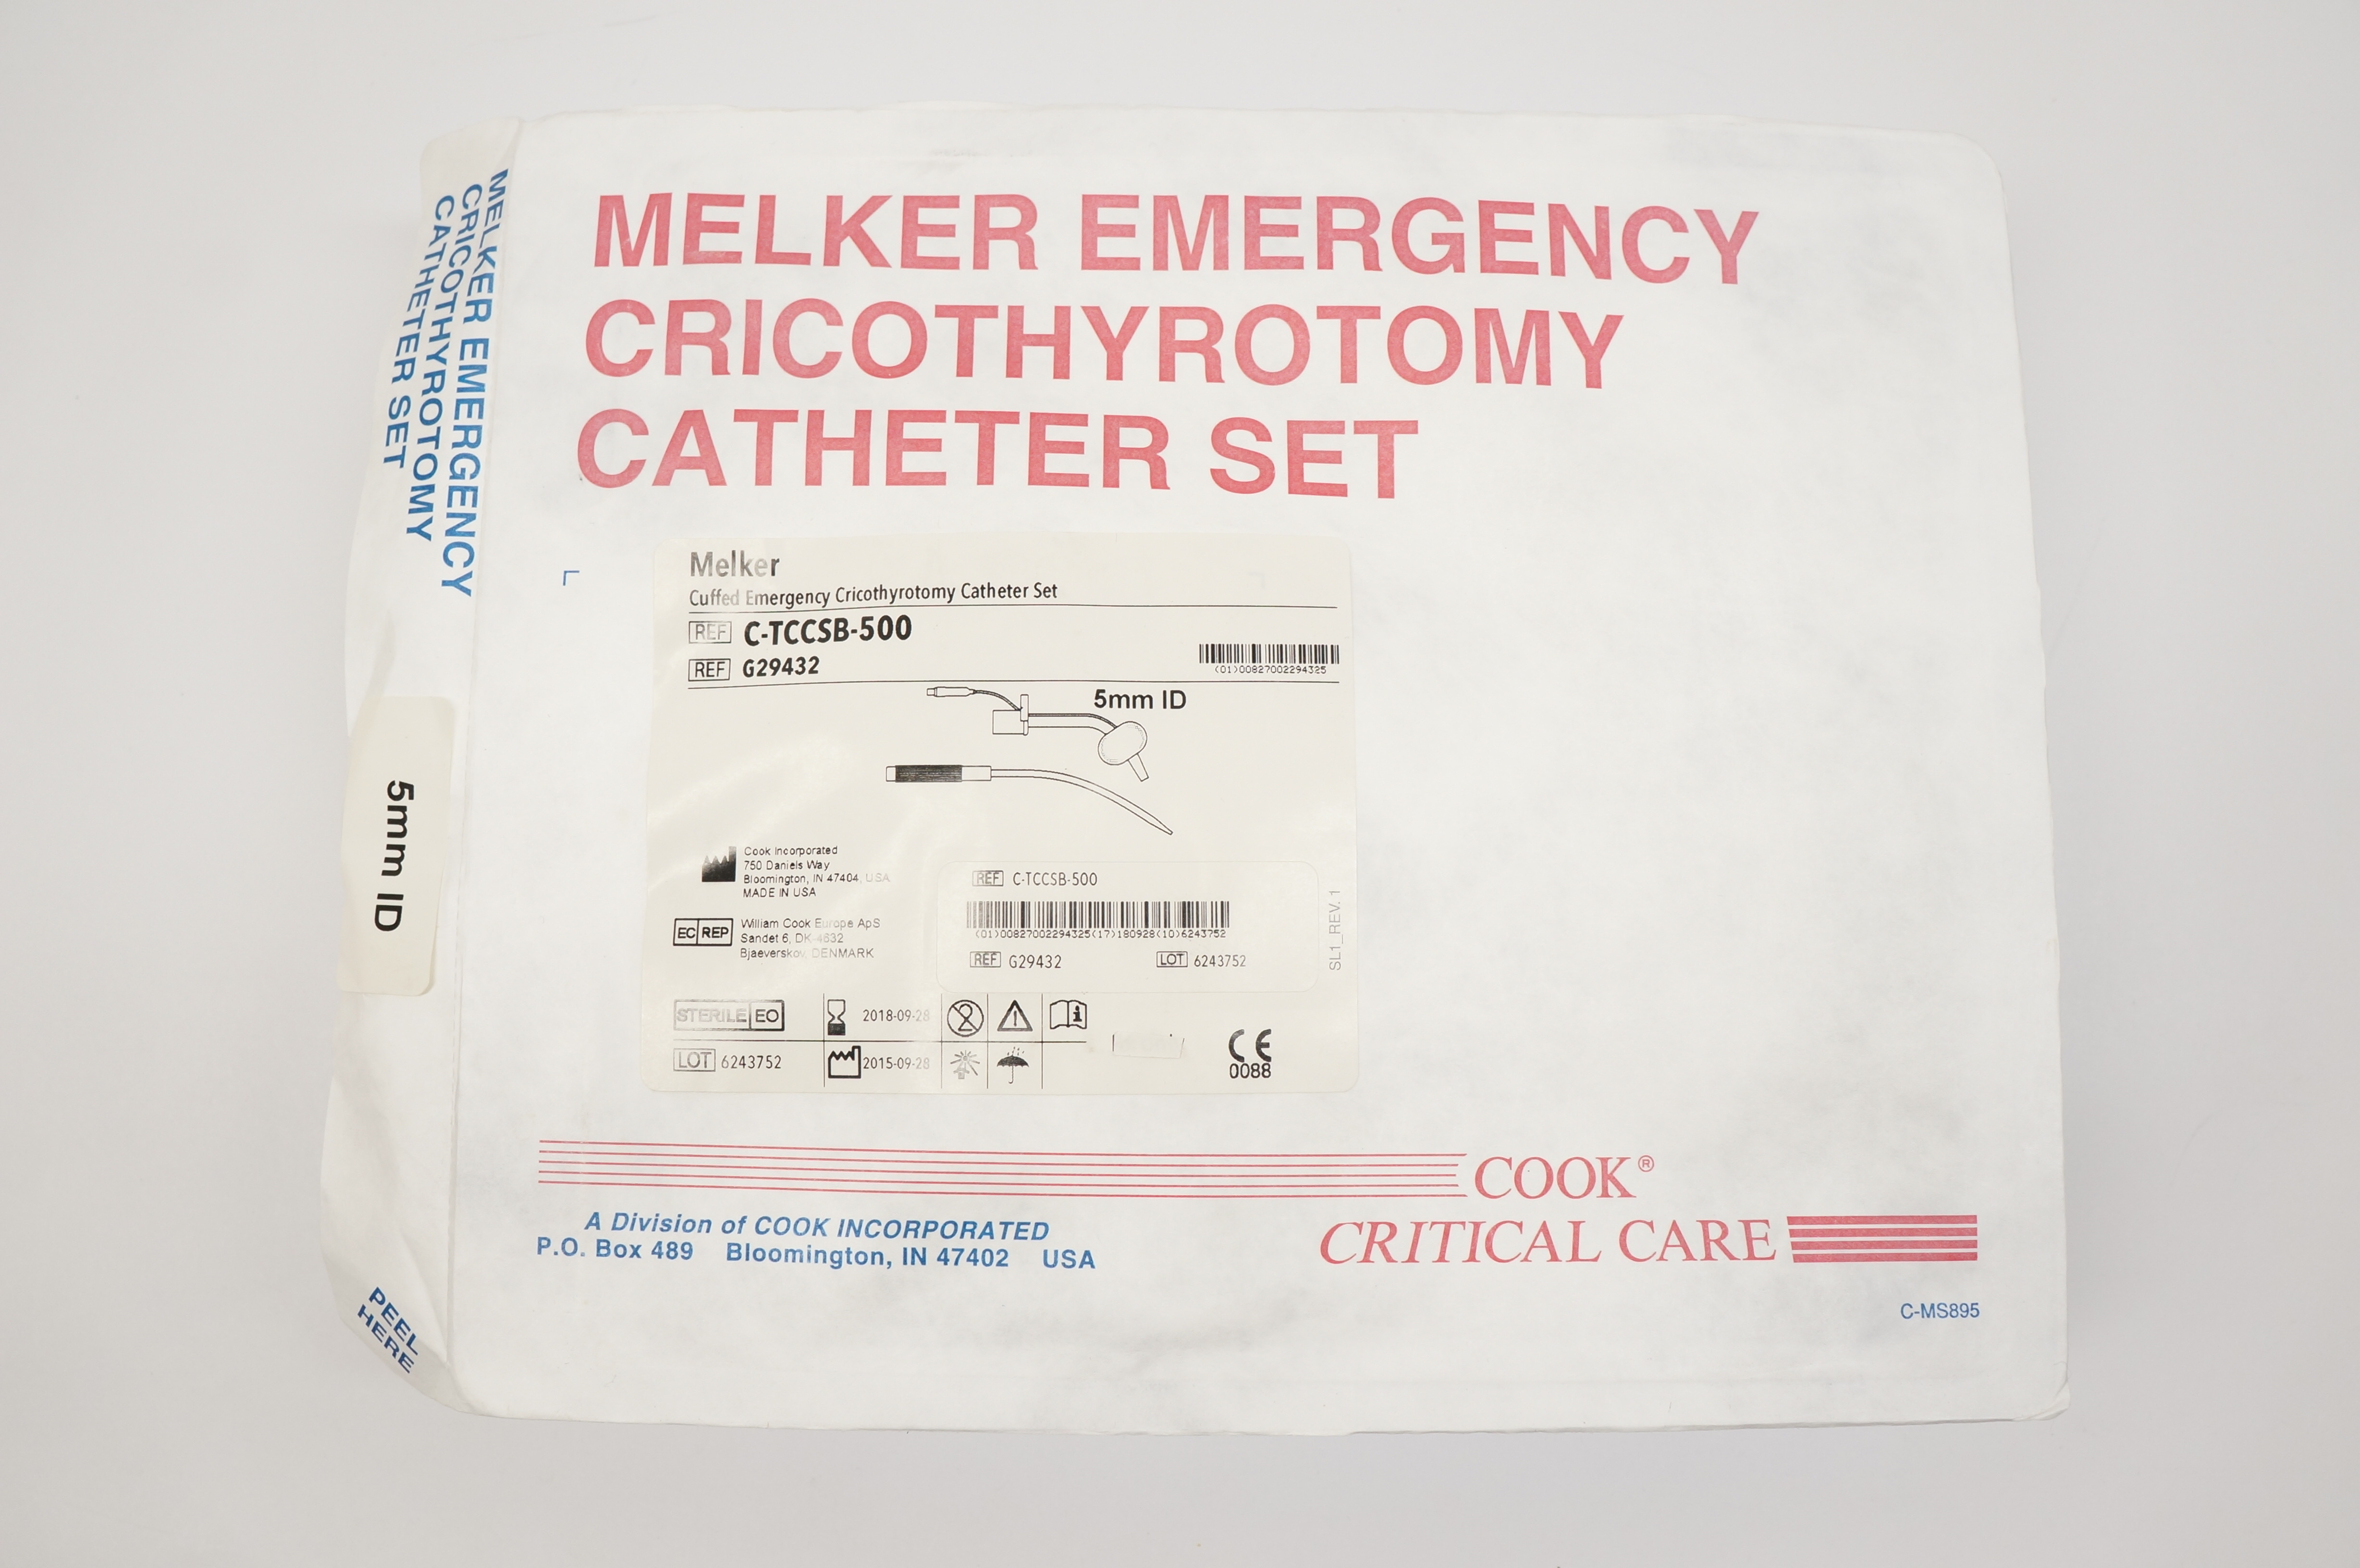 MELKER EMERGENCY
CRICOTHYROTOMY
CATHETER SET
MELKER EMERGENCY
CRICOTHYROTOMY
CATHETER SET
5mm ID
PEEL
HERE
Melker
Cuffed Emergency Cricothyrotomy Catheter Set
REF C-TCCSB-500
REF G29432
(01)00827002294325
5mm ID
Cook Incorporated
750 Daniels Way
Bloomington, IN 47404, USA
MADE IN USA
EC REP
William Cook Europe ApS
Sandet 6, DK-4632
Bjaeverskov, DENMARK
REF C-TCCSB-500
(01)00827002294325(17)180928(10)6243752
REF G29432 LOT 6243752
SL1_REV. 1
STERILE EO 2018-09-28
LOT 6243752 2015-09-28
2
CE
0088
COOK®
CRITICAL CARE
A Division of COOK INCORPORATED
P.O. Box 489 Bloomington, IN 47402 USA
C-MS895